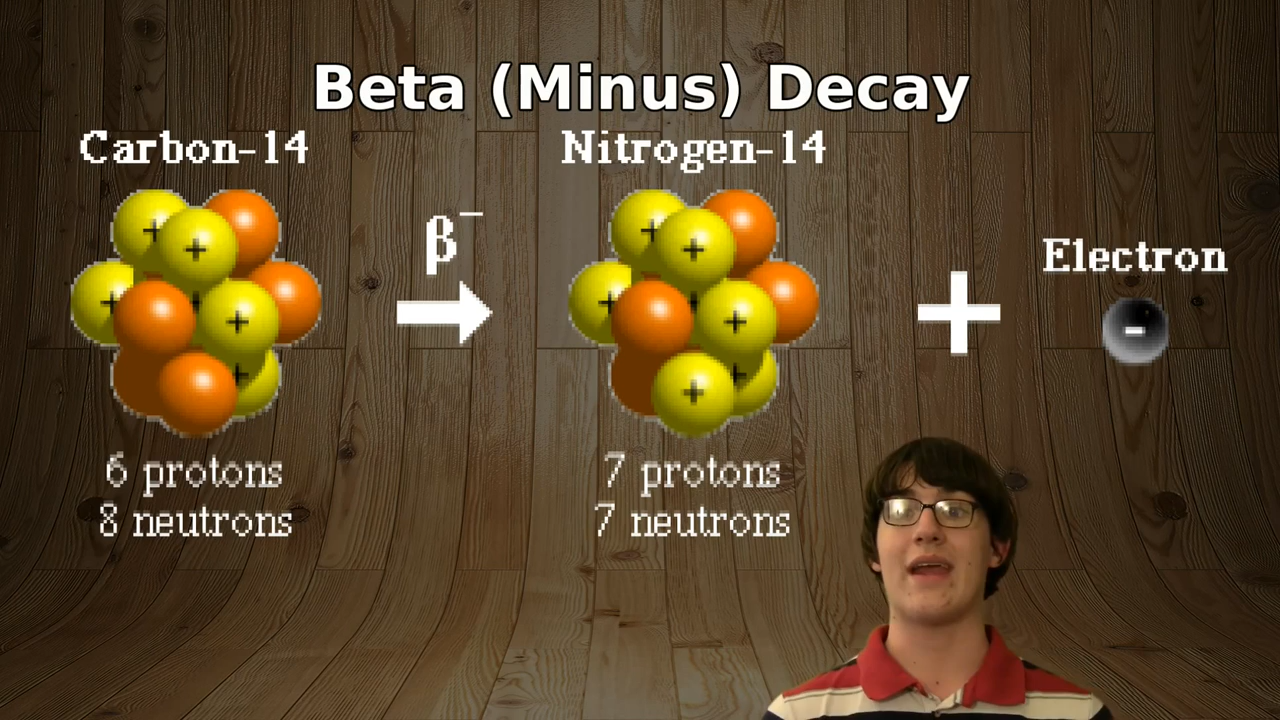 Beta (Minus) Decay
Carbon-14
Nitrogen-14
β⁻
Electron
6 protons
8 neutrons
7 protons
7 neutrons